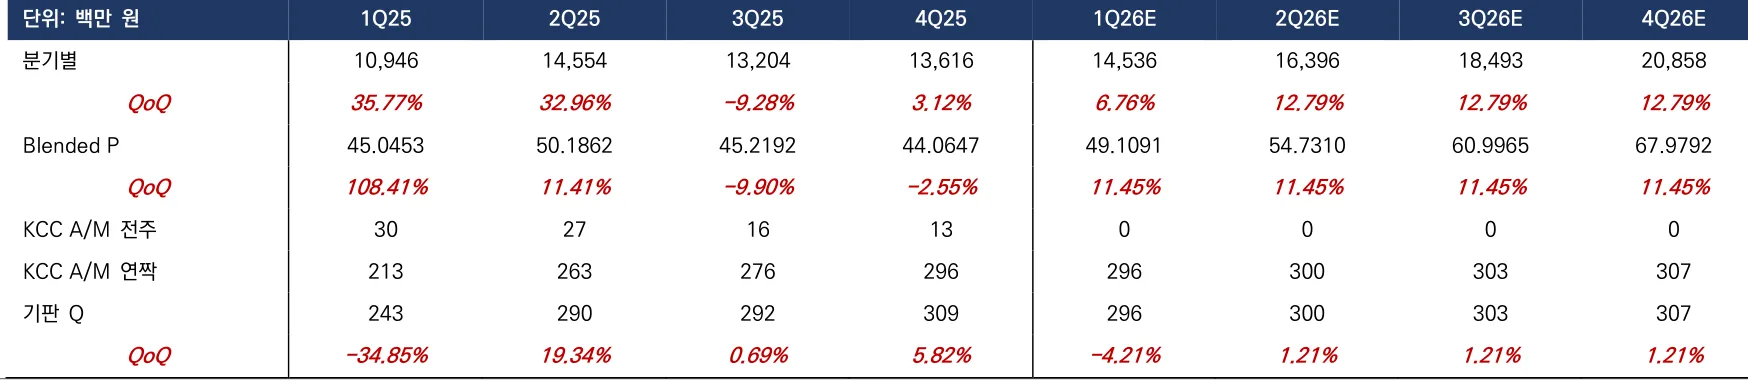 단위: 백만 원 1Q25 2Q25 3Q25 4Q25 1Q26E 2Q26E 3Q26E 4Q26E
분기별 10,946 14,554 13,204 13,616 14,536 16,396 18,493 20,858
QoQ 35.77% 32.96% -9.28% 3.12% 6.76% 12.79% 12.79% 12.79%
Blended P 45.0453 50.1862 45.2192 44.0647 49.1091 54.7310 60.9965 67.9792
QoQ 108.41% 11.41% -9.90% -2.55% 11.45% 11.45% 11.45% 11.45%
KCC A/M 전주 30 27 16 13 0 0 0 0
KCC A/M 연짝 213 263 276 296 296 300 303 307
기판 Q 243 290 292 309 296 300 303 307
QoQ -34.85% 19.34% 0.69% 5.82% -4.21% 1.21% 1.21% 1.21%